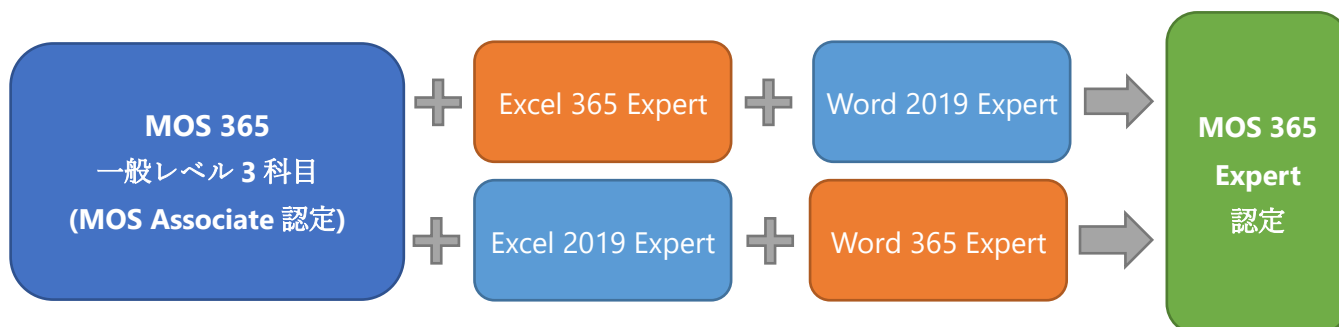 MOS 365
一般レベル 3 科目
(MOS Associate 認定)
Excel 365 Expert
Word 2019 Expert
Excel 2019 Expert
Word 365 Expert
MOS 365
Expert
認定